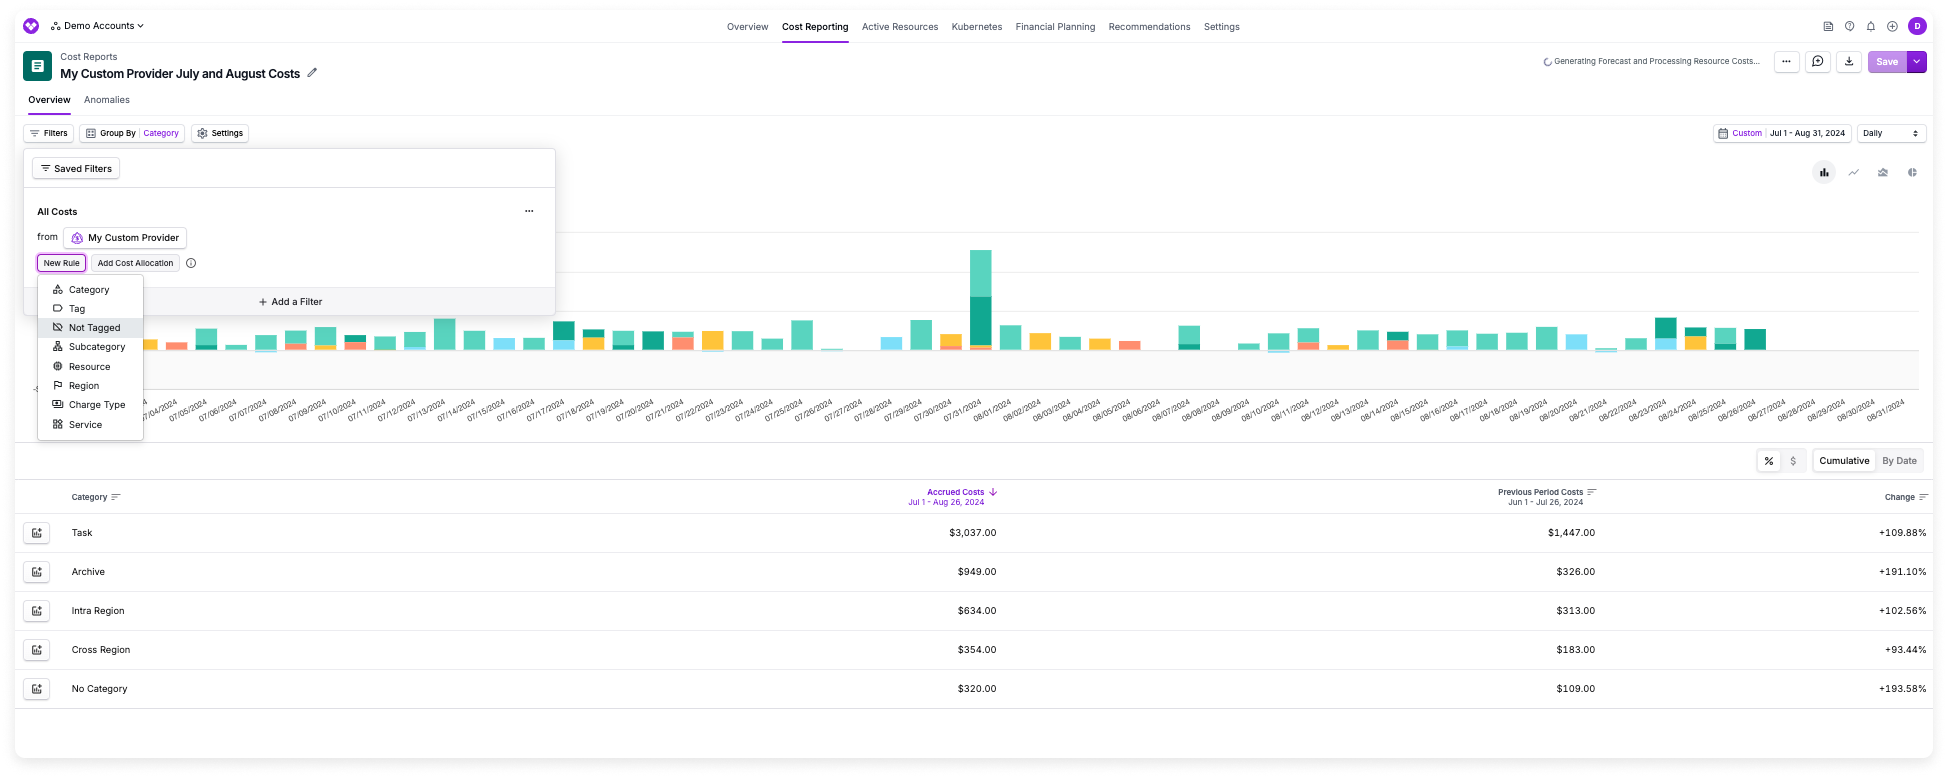 Demo Accounts
Overview
Cost Reporting
Active Resources
Kubernetes
Financial Planning
Recommendations
Settings
D
Cost Reports
My Custom Provider July and August Costs
Generating Forecast and Processing Resource Costs...
Save
Overview
Anomalies
Filters
Group By Category
Settings
Custom Jul 1 - Aug 31, 2024
Daily
Saved Filters
All Costs
from My Custom Provider
New Rule
Add Cost Allocation
+ Add a Filter
Category
Tag
Not Tagged
Subcategory
Resource
Region
Charge Type
Service
/04/2024
07/05/2024
07/06/2024
07/07/2024
07/08/2024
07/09/2024
07/10/2024
07/11/2024
07/12/2024
07/13/2024
07/14/2024
07/15/2024
07/16/2024
07/17/2024
07/18/2024
07/19/2024
07/20/2024
07/21/2024
07/22/2024
07/23/2024
07/24/2024
07/25/2024
07/26/2024
07/27/2024
07/28/2024
07/29/2024
07/30/2024
07/31/2024
08/01/2024
08/02/2024
08/03/2024
08/04/2024
08/05/2024
08/06/2024
08/07/2024
08/08/2024
08/09/2024
08/10/2024
08/11/2024
08/12/2024
08/13/2024
08/14/2024
08/15/2024
08/16/2024
08/17/2024
08/18/2024
08/19/2024
08/20/2024
08/21/2024
08/22/2024
08/23/2024
08/24/2024
08/25/2024
08/26/2024
08/27/2024
08/28/2024
08/29/2024
08/30/2024
08/31/2024
% $
Cumulative
By Date
Category
Accrued Costs
Jul 1 - Aug 26, 2024
Previous Period Costs
Jun 1 - Jul 26, 2024
Change
Task $3,037.00 $1,447.00 +109.88%
Archive $949.00 $326.00 +191.10%
Intra Region $634.00 $313.00 +102.56%
Cross Region $354.00 $183.00 +93.44%
No Category $320.00 $109.00 +193.58%